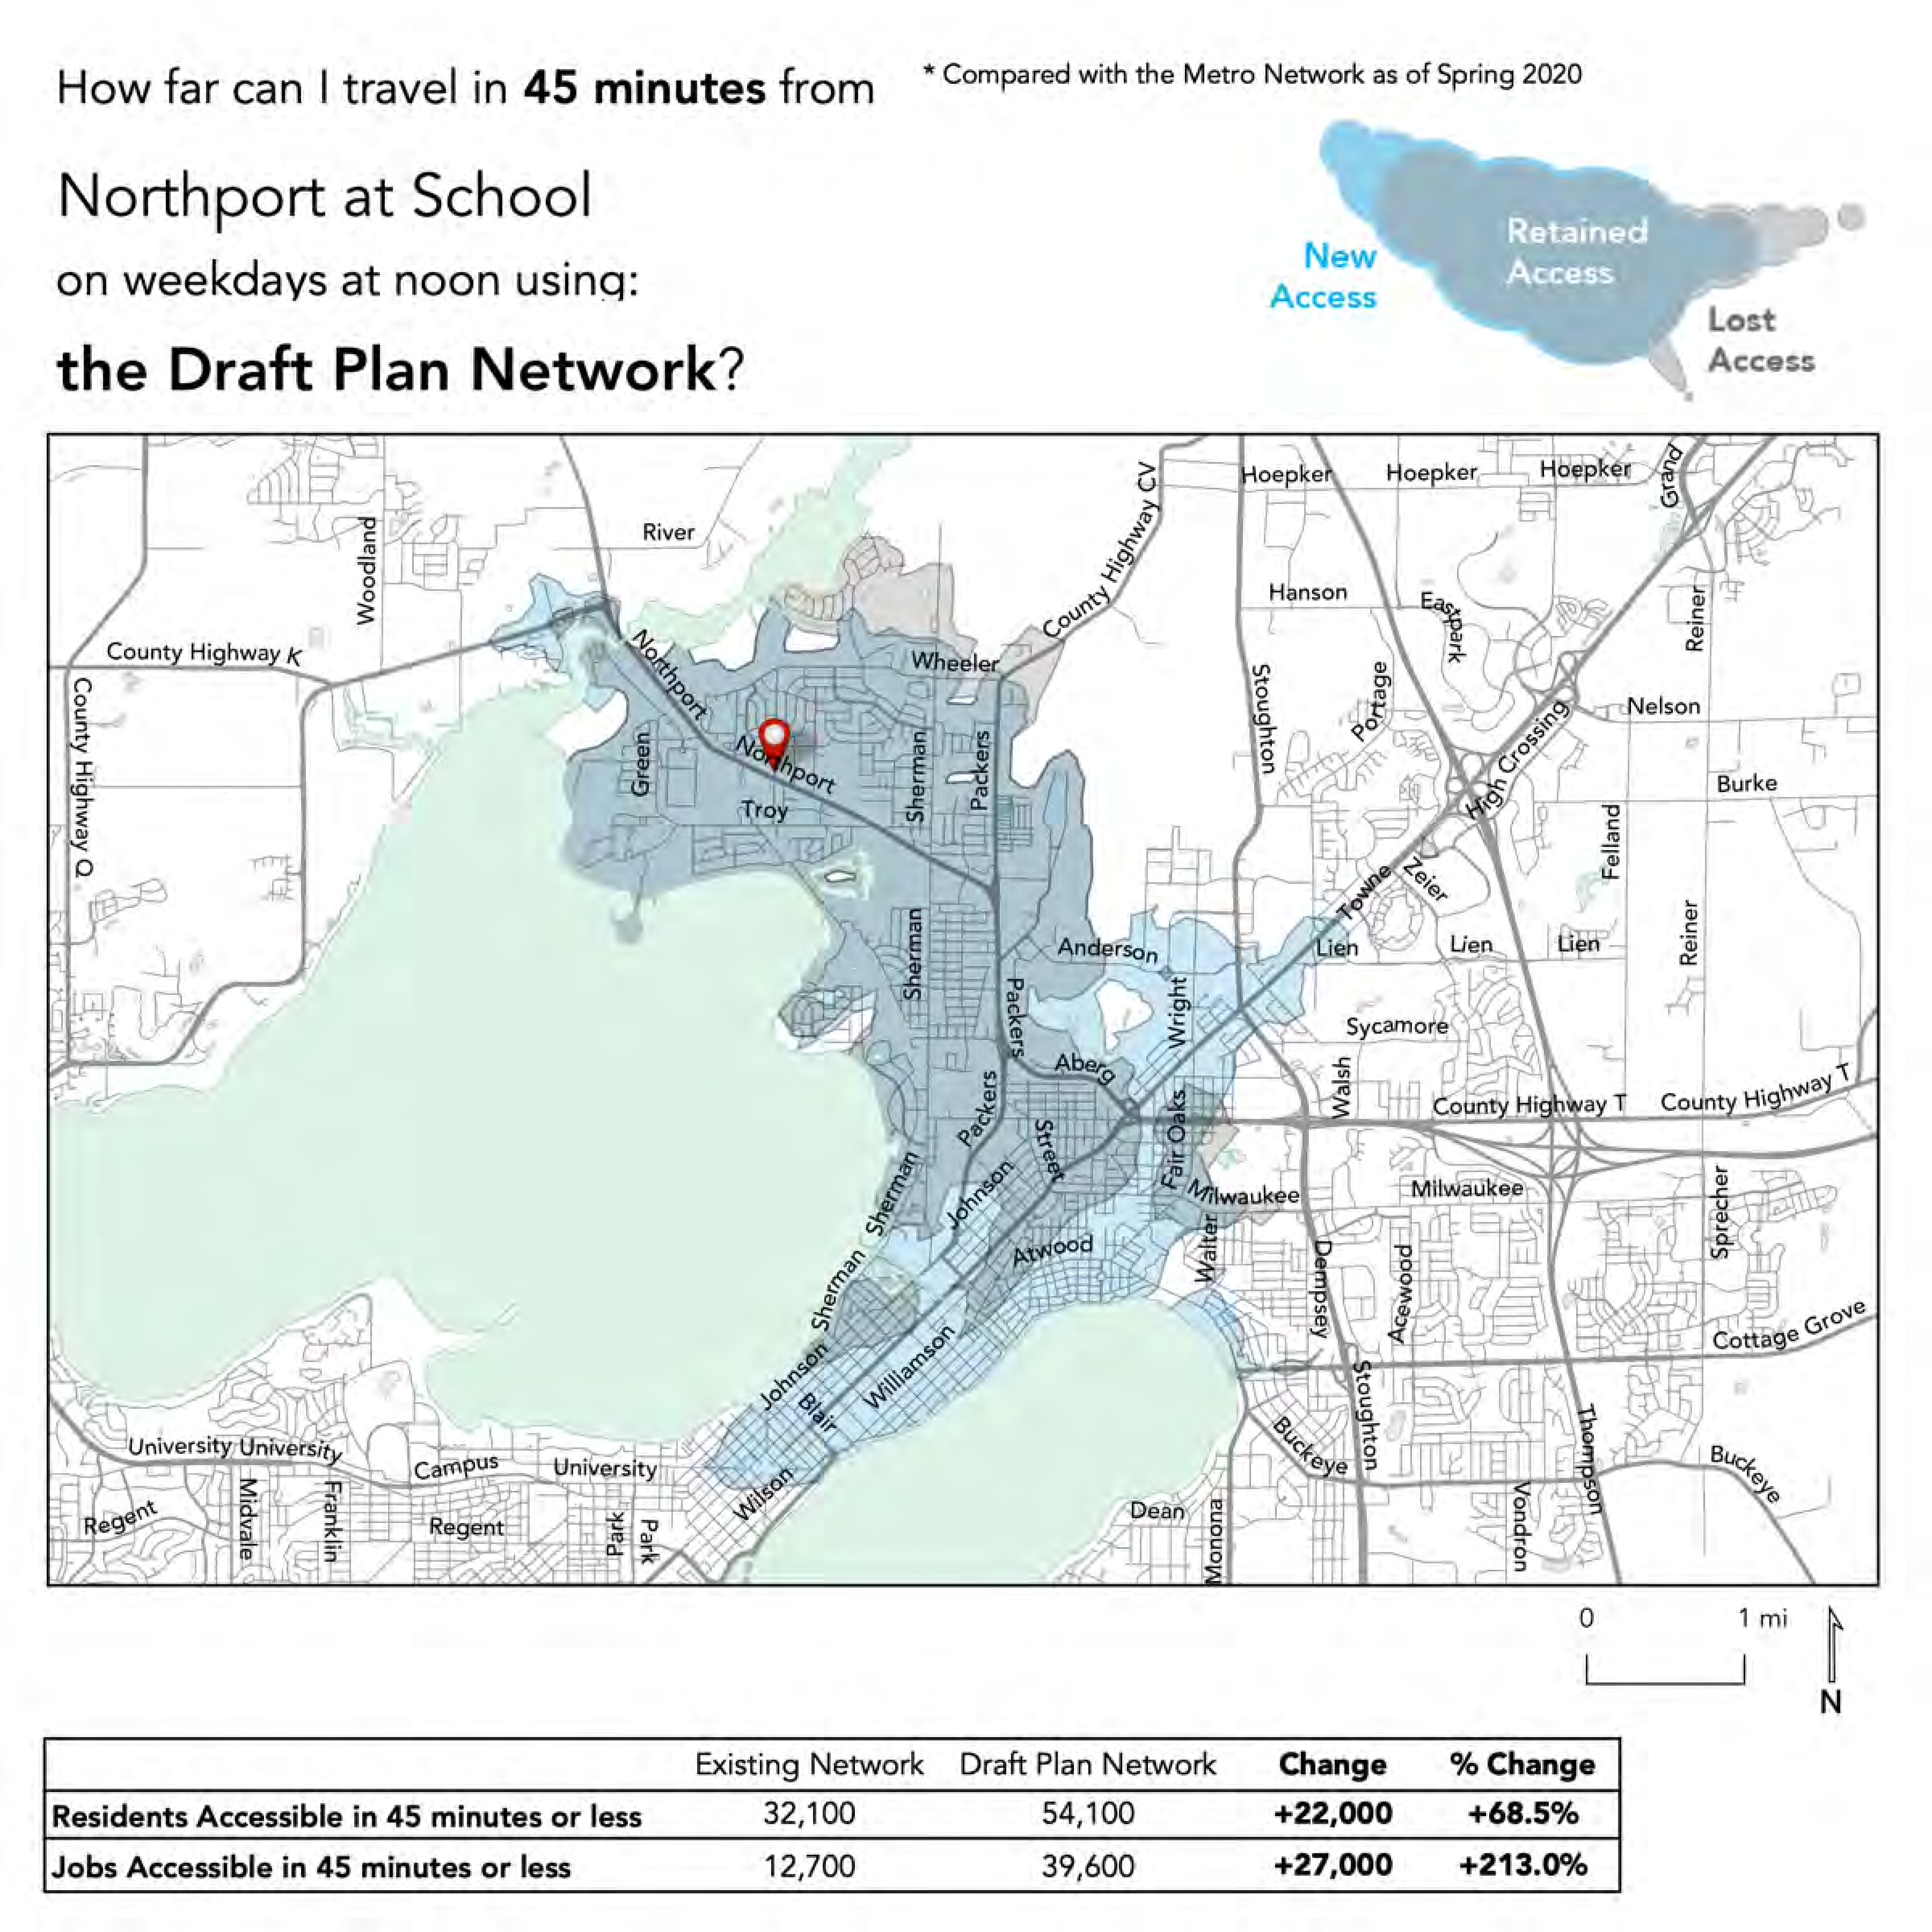 How far can I travel in 45 minutes from
* Compared with the Metro Network as of Spring 2020
Northport at School
on weekdays at noon using:
the Draft Plan Network?
New
Access
Retained
Access
Lost
Access
Hoepker
Hoepker
Hoepker
Grand
County Highway CV
Woodland
River
Hanson
Eastpark
Reiner
County Highway K
Northport
Wheeler
Portage
Stoughton
Nelson
County Highway Q
Green
Northport
Sherman
Packers
High Crossing
Burke
Troy
Felland
Zeier
Towne
Sherman
Anderson
Lien
Lien
Lien
Reiner
Packers
Wright
Sycamore
Aberg
Walsh
County Highway T
County Highway T
Packers
Street
Fair Oaks
Sherman
Johnson
Milwaukee
Milwaukee
Sprecher
Atwood
Walter
Dempsey
Acewood
Sherman
Cottage Grove
Johnson
Williamson
Blair
Stoughton
Thompson
University University
Campus
University
Buckeye
Buckeye
Wilson
Regent
Midvale
Franklin
Regent
Park
Park
Dean
Monona
Vondron
0 1 mi
N
Existing Network Draft Plan Network Change % Change
Residents Accessible in 45 minutes or less 32,100 54,100 +22,000 +68.5%
Jobs Accessible in 45 minutes or less 12,700 39,600 +27,000 +213.0%